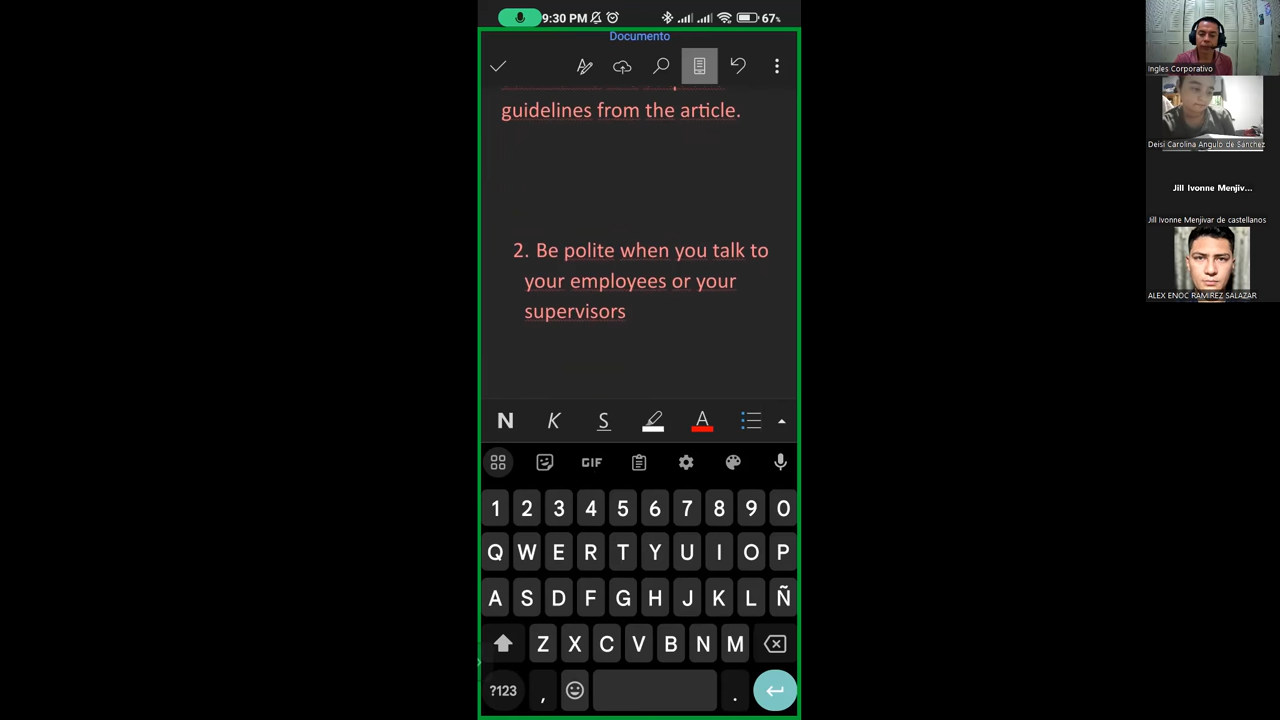 9:30 PM 67%
Documento
guidelines from the article.
2. Be polite when you talk to
your employees or your
supervisors
N K S A
GIF
1 2 3 4 5 6 7 8 9 0
Q W E R T Y U I O P
A S D F G H J K L Ñ
Z X C V B N M
?123 , .
Ingles Corporativo
Deisi Carolina Angulo de Sanchez
Jill Ivonne Menjiv...
Jill Ivonne Menjivar de castellanos
ALEX ENOC RAMIREZ SALAZAR